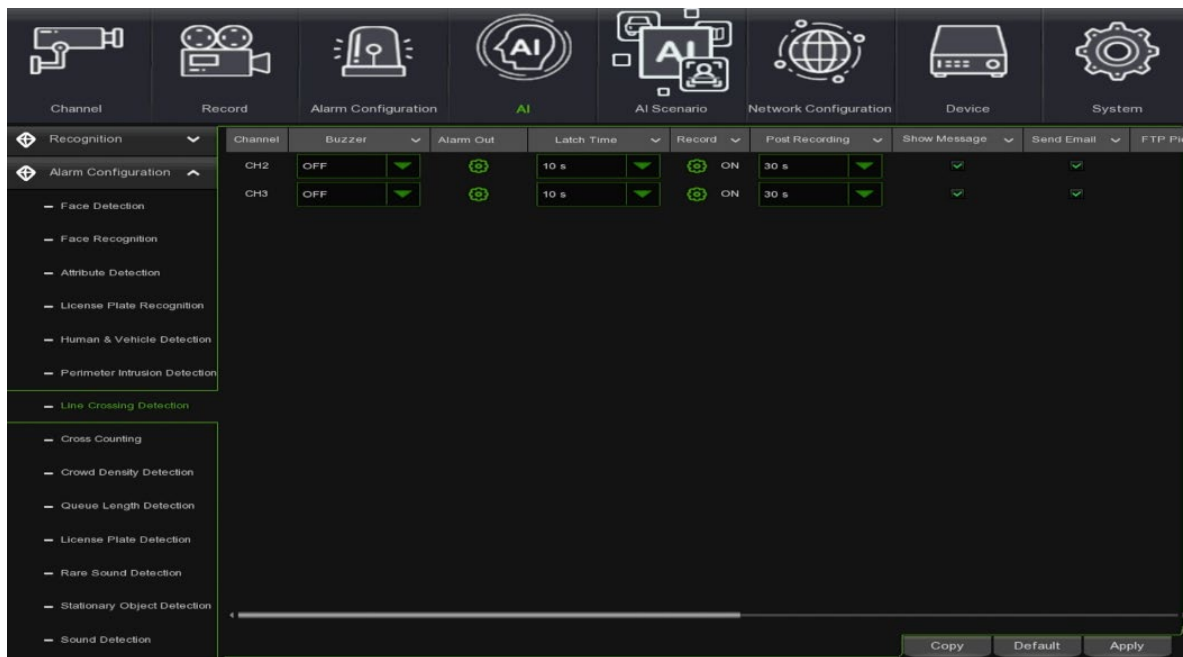 AI
AI
Channel Record Alarm Configuration AI AI Scenario Network Configuration Device System
Recognition
Channel Buzzer Alarm Out Latch Time Record Post Recording Show Message Send Email FTP Pi
CH2 OFF 10 s ON 30 s
CH3 OFF 10 s ON 30 s
Alarm Configuration
Face Detection
Face Recognition
Attribute Detection
License Plate Recognition
Human & Vehicle Detection
Perimeter Intrusion Detection
Line Crossing Detection
Cross Counting
Crowd Density Detection
Queue Length Detection
License Plate Detection
Rare Sound Detection
Stationary Object Detection
Sound Detection
Copy Default Apply